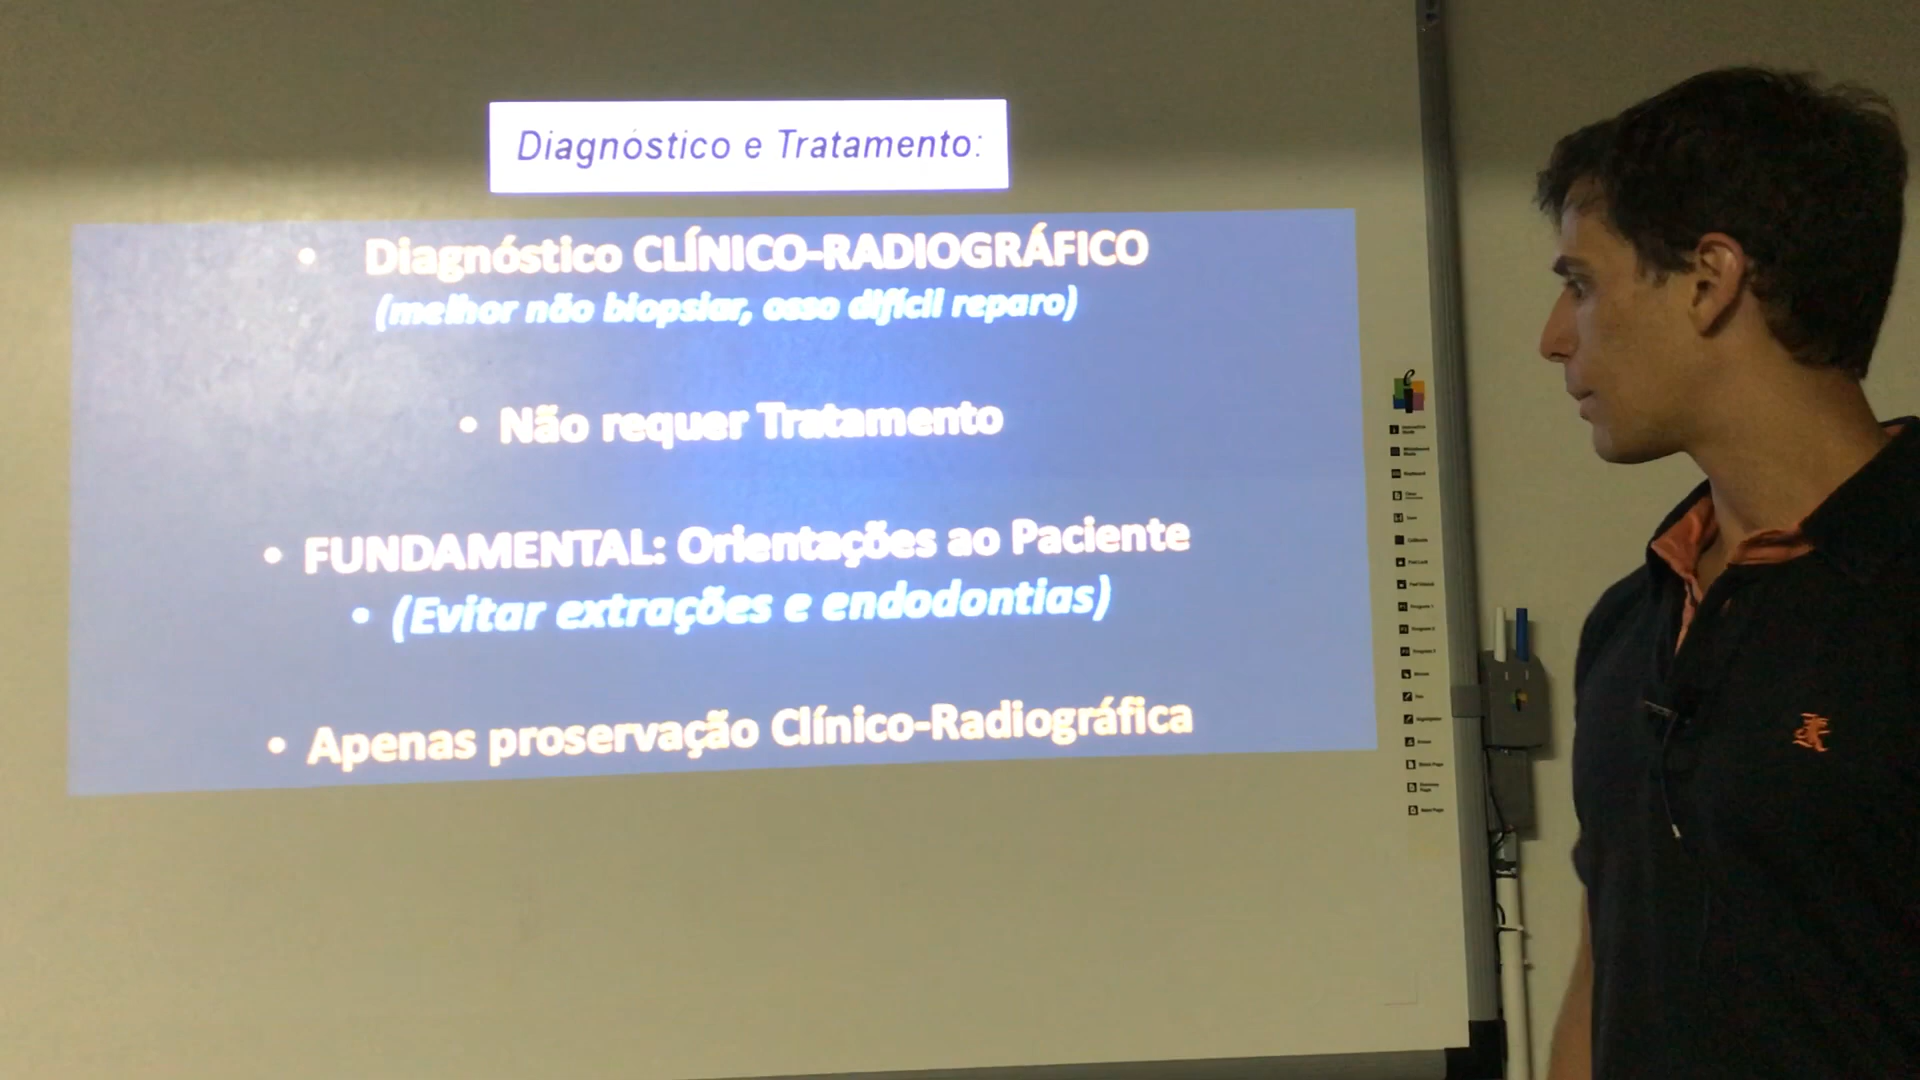 Diagnóstico e Tratamento:
• Diagnóstico CLÍNICO-RADIOGRÁFICO
(melhor não biopsiar, osso difícil reparo)
• Não requer Tratamento
• FUNDAMENTAL: Orientações ao Paciente
• (Evitar extrações e endodontias)
• Apenas proservação Clínico-Radiográfica